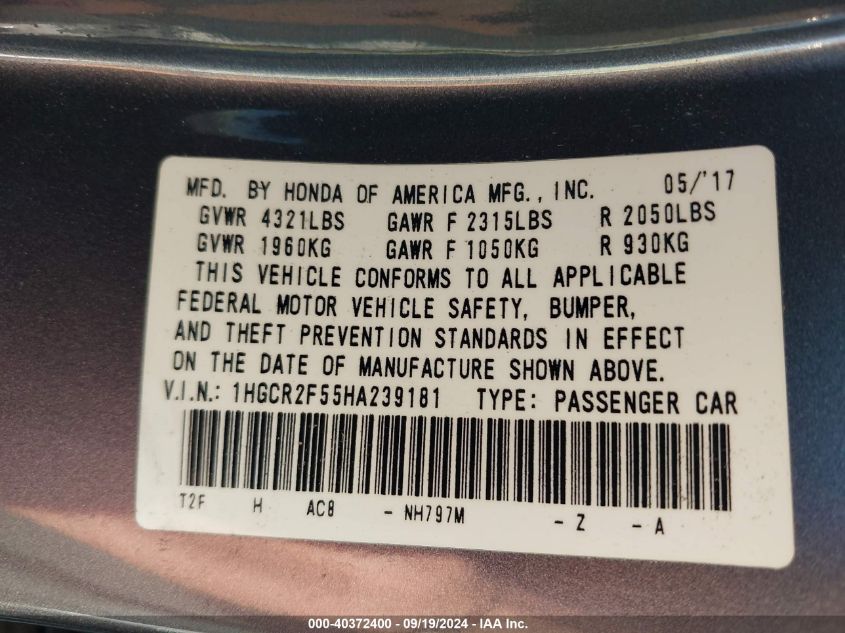 MFD. BY HONDA OF AMERICA MFG., INC. 05/'17
GVWR 4321LBS GAWR F 2315LBS R 2050LBS
GVWR 1960KG GAWR F 1050KG R 930KG
THIS VEHICLE CONFORMS TO ALL APPLICABLE
FEDERAL MOTOR VEHICLE SAFETY, BUMPER,
AND THEFT PREVENTION STANDARDS IN EFFECT
ON THE DATE OF MANUFACTURE SHOWN ABOVE.
V.I.N.: 1HGCR2F55HA239181 TYPE: PASSENGER CAR
T2F H AC8 - NH797M - Z - A
000-40372400 - 09/19/2024 - IAA Inc.